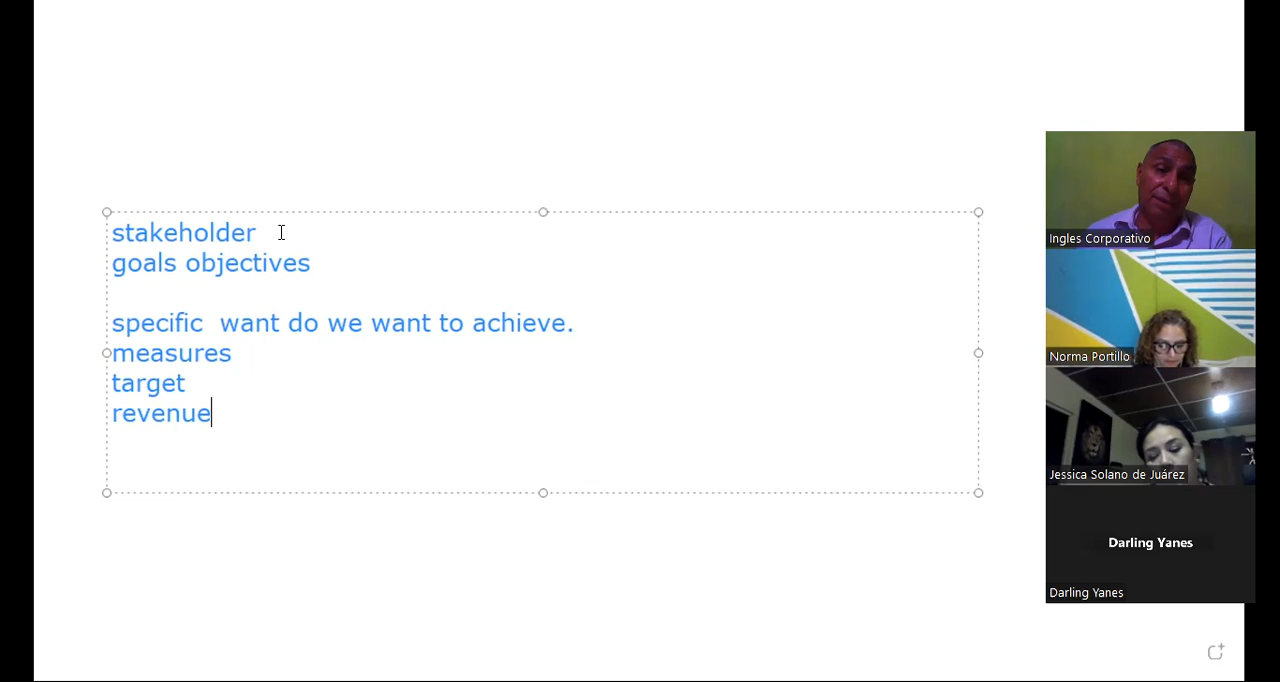 stakeholder
goals objectives
specific  want do we want to achieve.
measures
target
revenue
Ingles Corporativo
Norma Portillo
Jessica Solano de Juárez
Darling Yanes
Darling Yanes